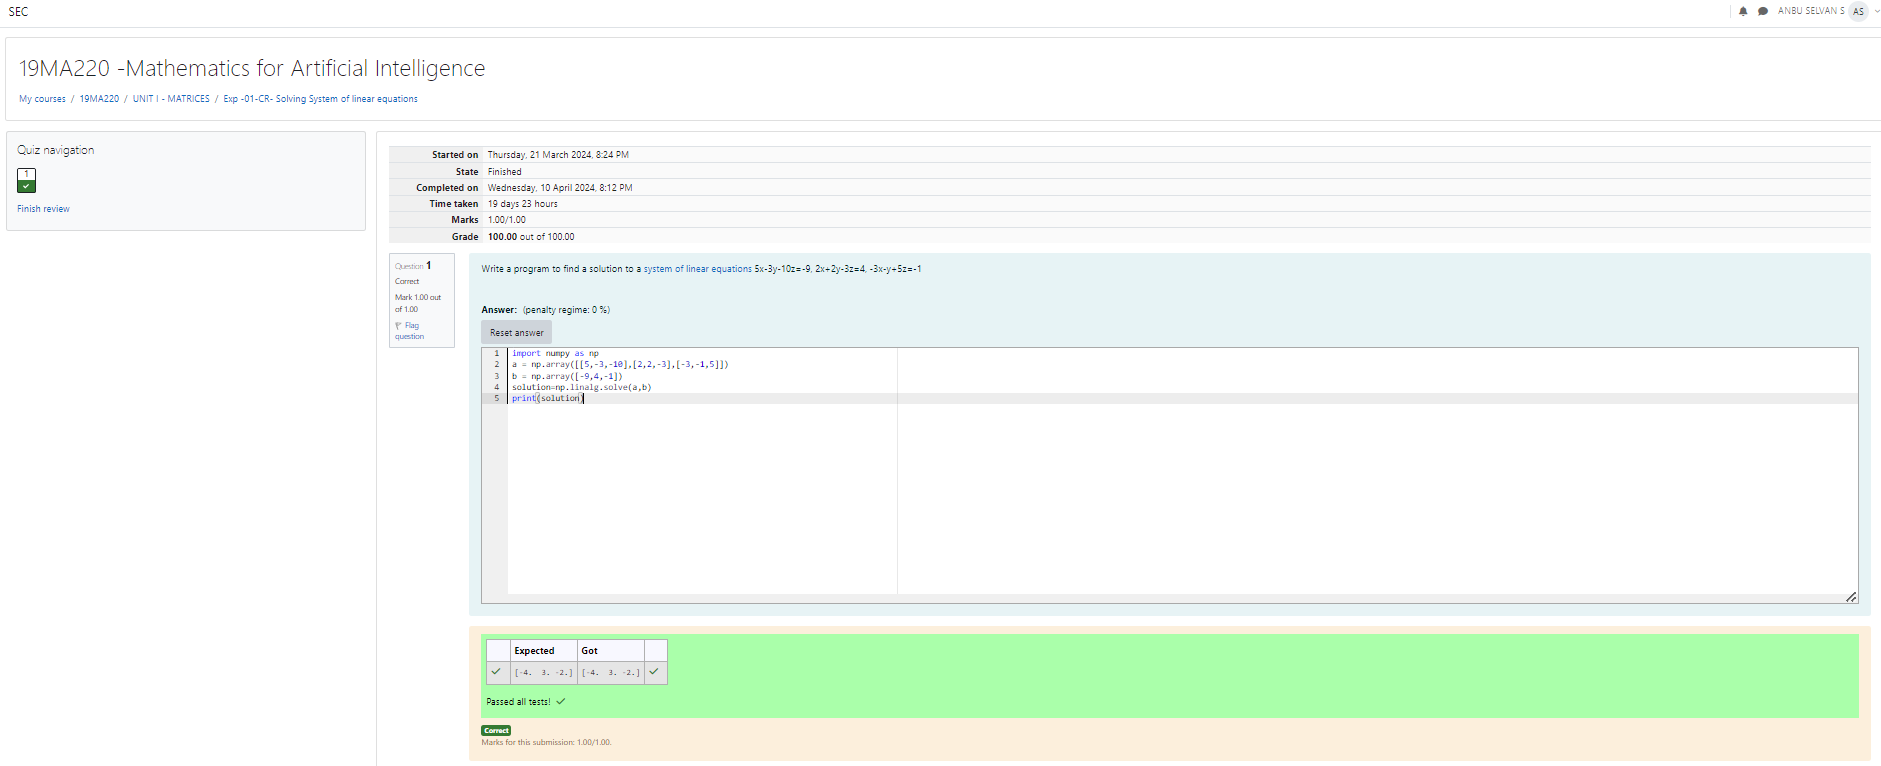 SEC
ANBU SELVAN S AS
19MA220 -Mathematics for Artificial Intelligence
My courses / 19MA220 / UNIT I - MATRICES / Exp -01-CR- Solving System of linear equations
Quiz navigation
1
Finish review
Started on Thursday, 21 March 2024, 8:24 PM
State Finished
Completed on Wednesday, 10 April 2024, 8:12 PM
Time taken 19 days 23 hours
Marks 1.00/1.00
Grade 100.00 out of 100.00
Question 1
Correct
Mark 1.00 out
of 1.00
Flag
question
Write a program to find a solution to a system of linear equations 5x-3y-10z=-9, 2x+2y-3z=4, -3x-y+5z=-1
Answer: (penalty regime: 0 %)
Reset answer
1 import numpy as np
2 a = np.array([[5,-3,-10],[2,2,-3],[-3,-1,5]])
3 b = np.array([-9,4,-1])
4 solution=np.linalg.solve(a,b)
5 print(solution)
Expected Got
[-4. 3. -2.] [-4. 3. -2.]
Passed all tests!
Correct
Marks for this submission: 1.00/1.00.